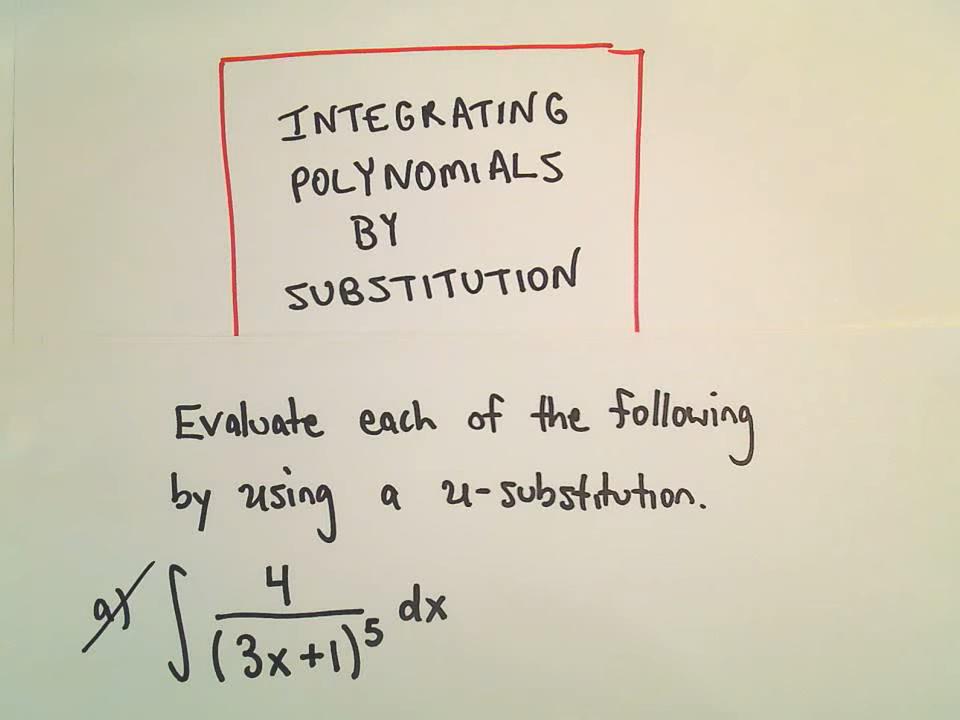 INTEGRATING
POLYNOMIALS
BY
SUBSTITUTION
Evaluate each of the following
by using a u-substitution.
a) ∫ 4/(3x+1)^5 dx